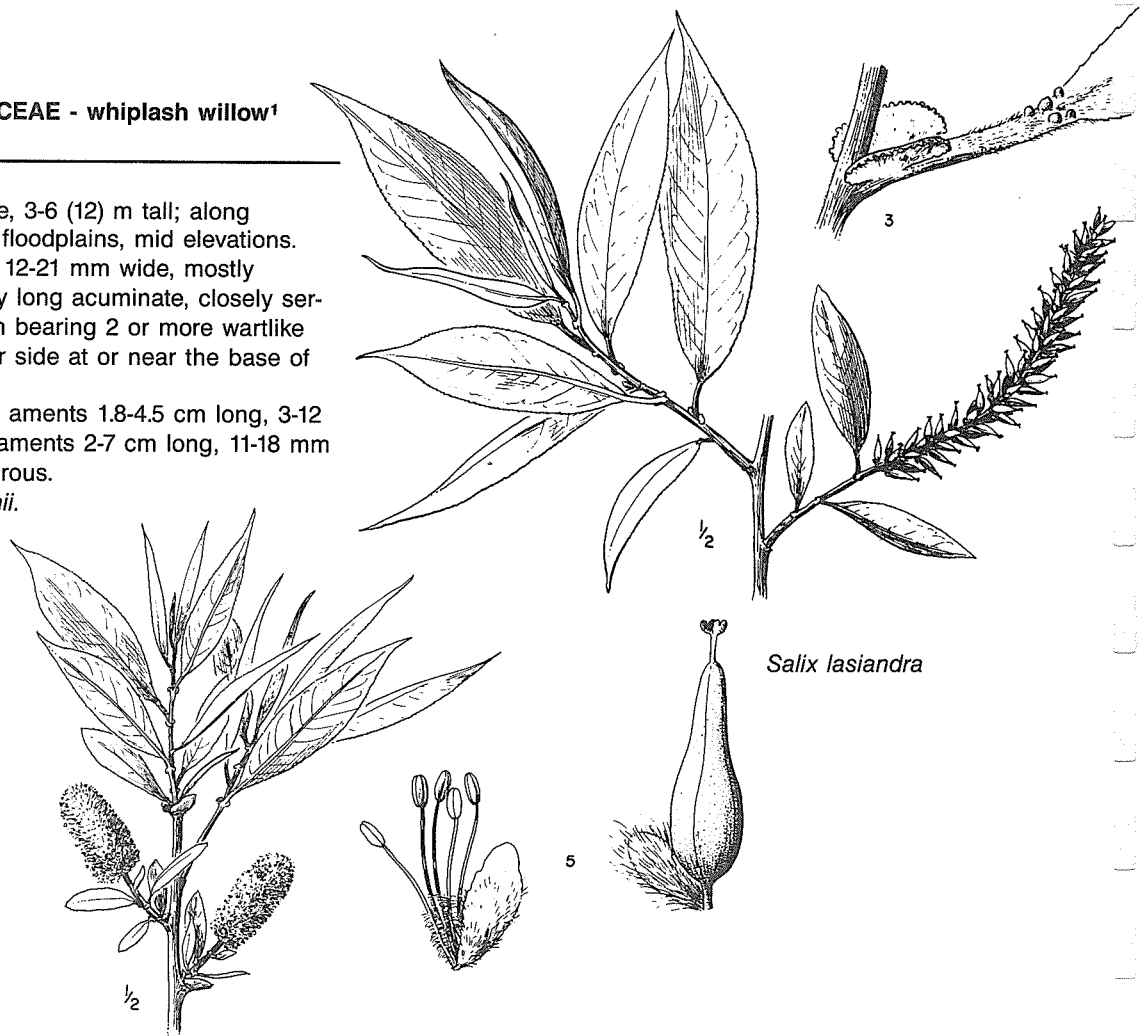 CEAE - whiplash willow¹
e, 3-6 (12) m tall; along
floodplains, mid elevations.
12-21 mm wide, mostly
y long acuminate, closely ser-
n bearing 2 or more wartlike
r side at or near the base of
aments 1.8-4.5 cm long, 3-12
aments 2-7 cm long, 11-18 mm
rous.
nii.
3
½
Salix lasiandra
5
½